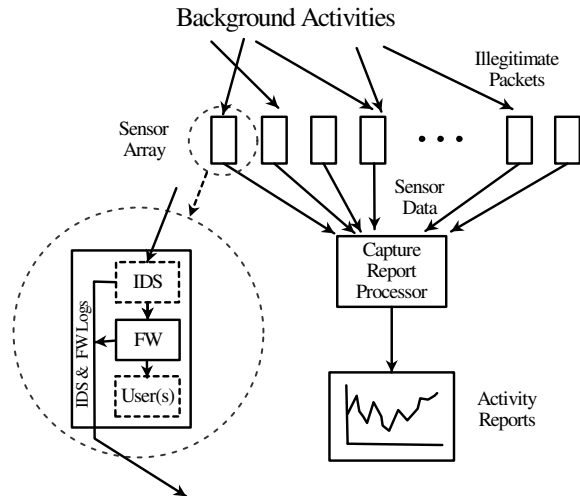 Background Activities
Illegitimate
Packets
Sensor
Array
• • •
Sensor
Data
Capture
Report
Processor
IDS
FW
User(s)
IDS & FW Logs
Activity
Reports